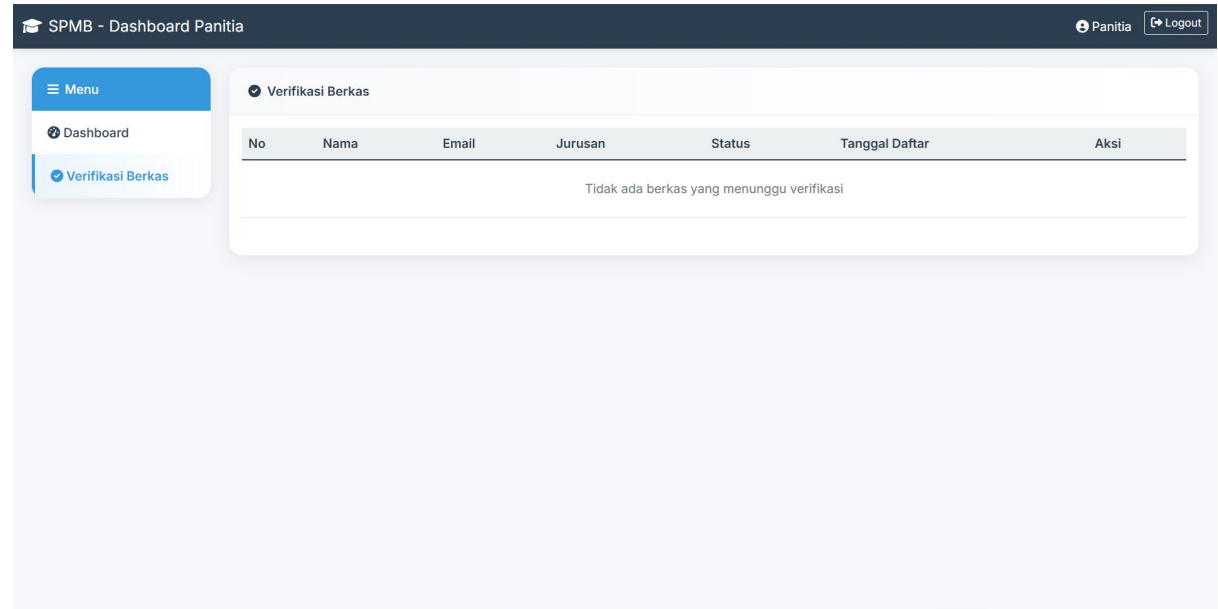 SPMB - Dashboard Panitia
Panitia
Logout
Menu
Dashboard
Verifikasi Berkas
Verifikasi Berkas
No Nama Email Jurusan Status Tanggal Daftar Aksi
Tidak ada berkas yang menunggu verifikasi